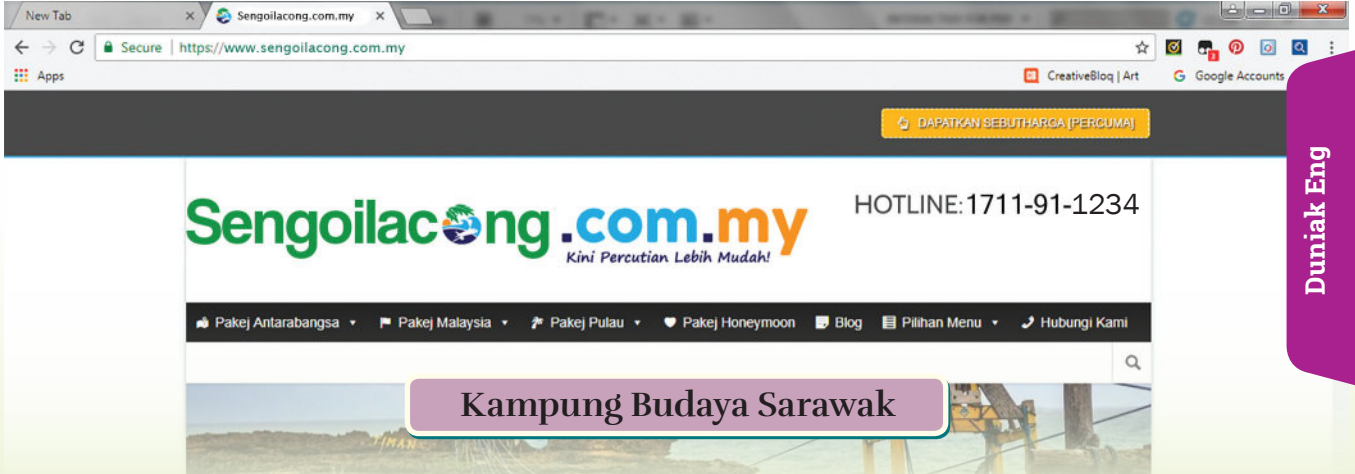 New Tab
Sengoilacong.com.my
Secure | https://www.sengoilacong.com.my
Apps
CreativeBloq | Art
Google Accounts
DAPATKAN SEBUTHARGA [PERCUMA]
Duniak Eng
Sengoilacong.com.my
Kini Percutian Lebih Mudah!
HOTLINE: 1711-91-1234
Pakej Antarabangsa Pakej Malaysia Pakej Pulau Pakej Honeymoon Blog Pilihan Menu Hubungi Kami
Kampung Budaya Sarawak
TIMANG